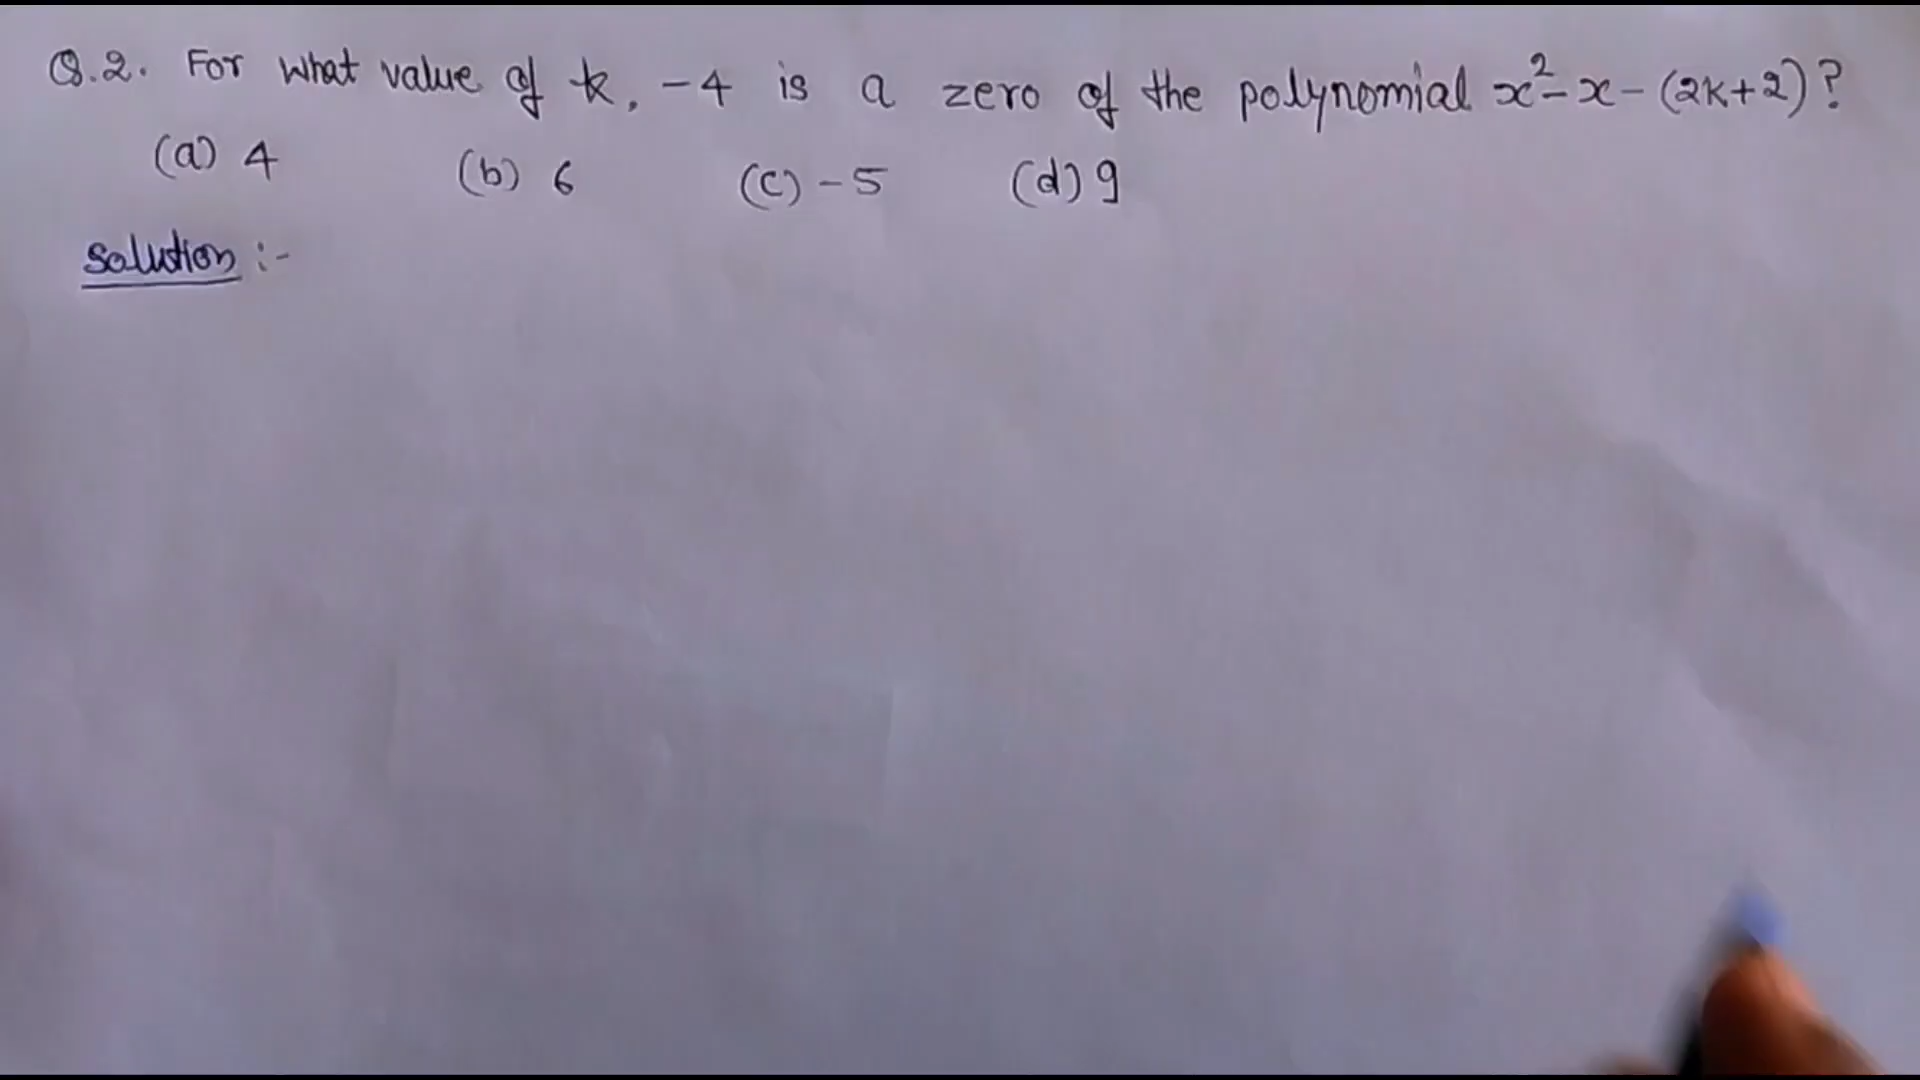 Q.2. For what value of k, -4 is a zero of the polynomial x²-x-(2k+2)?
(a) 4 (b) 6 (c) -5 (d) 9
Solution :-